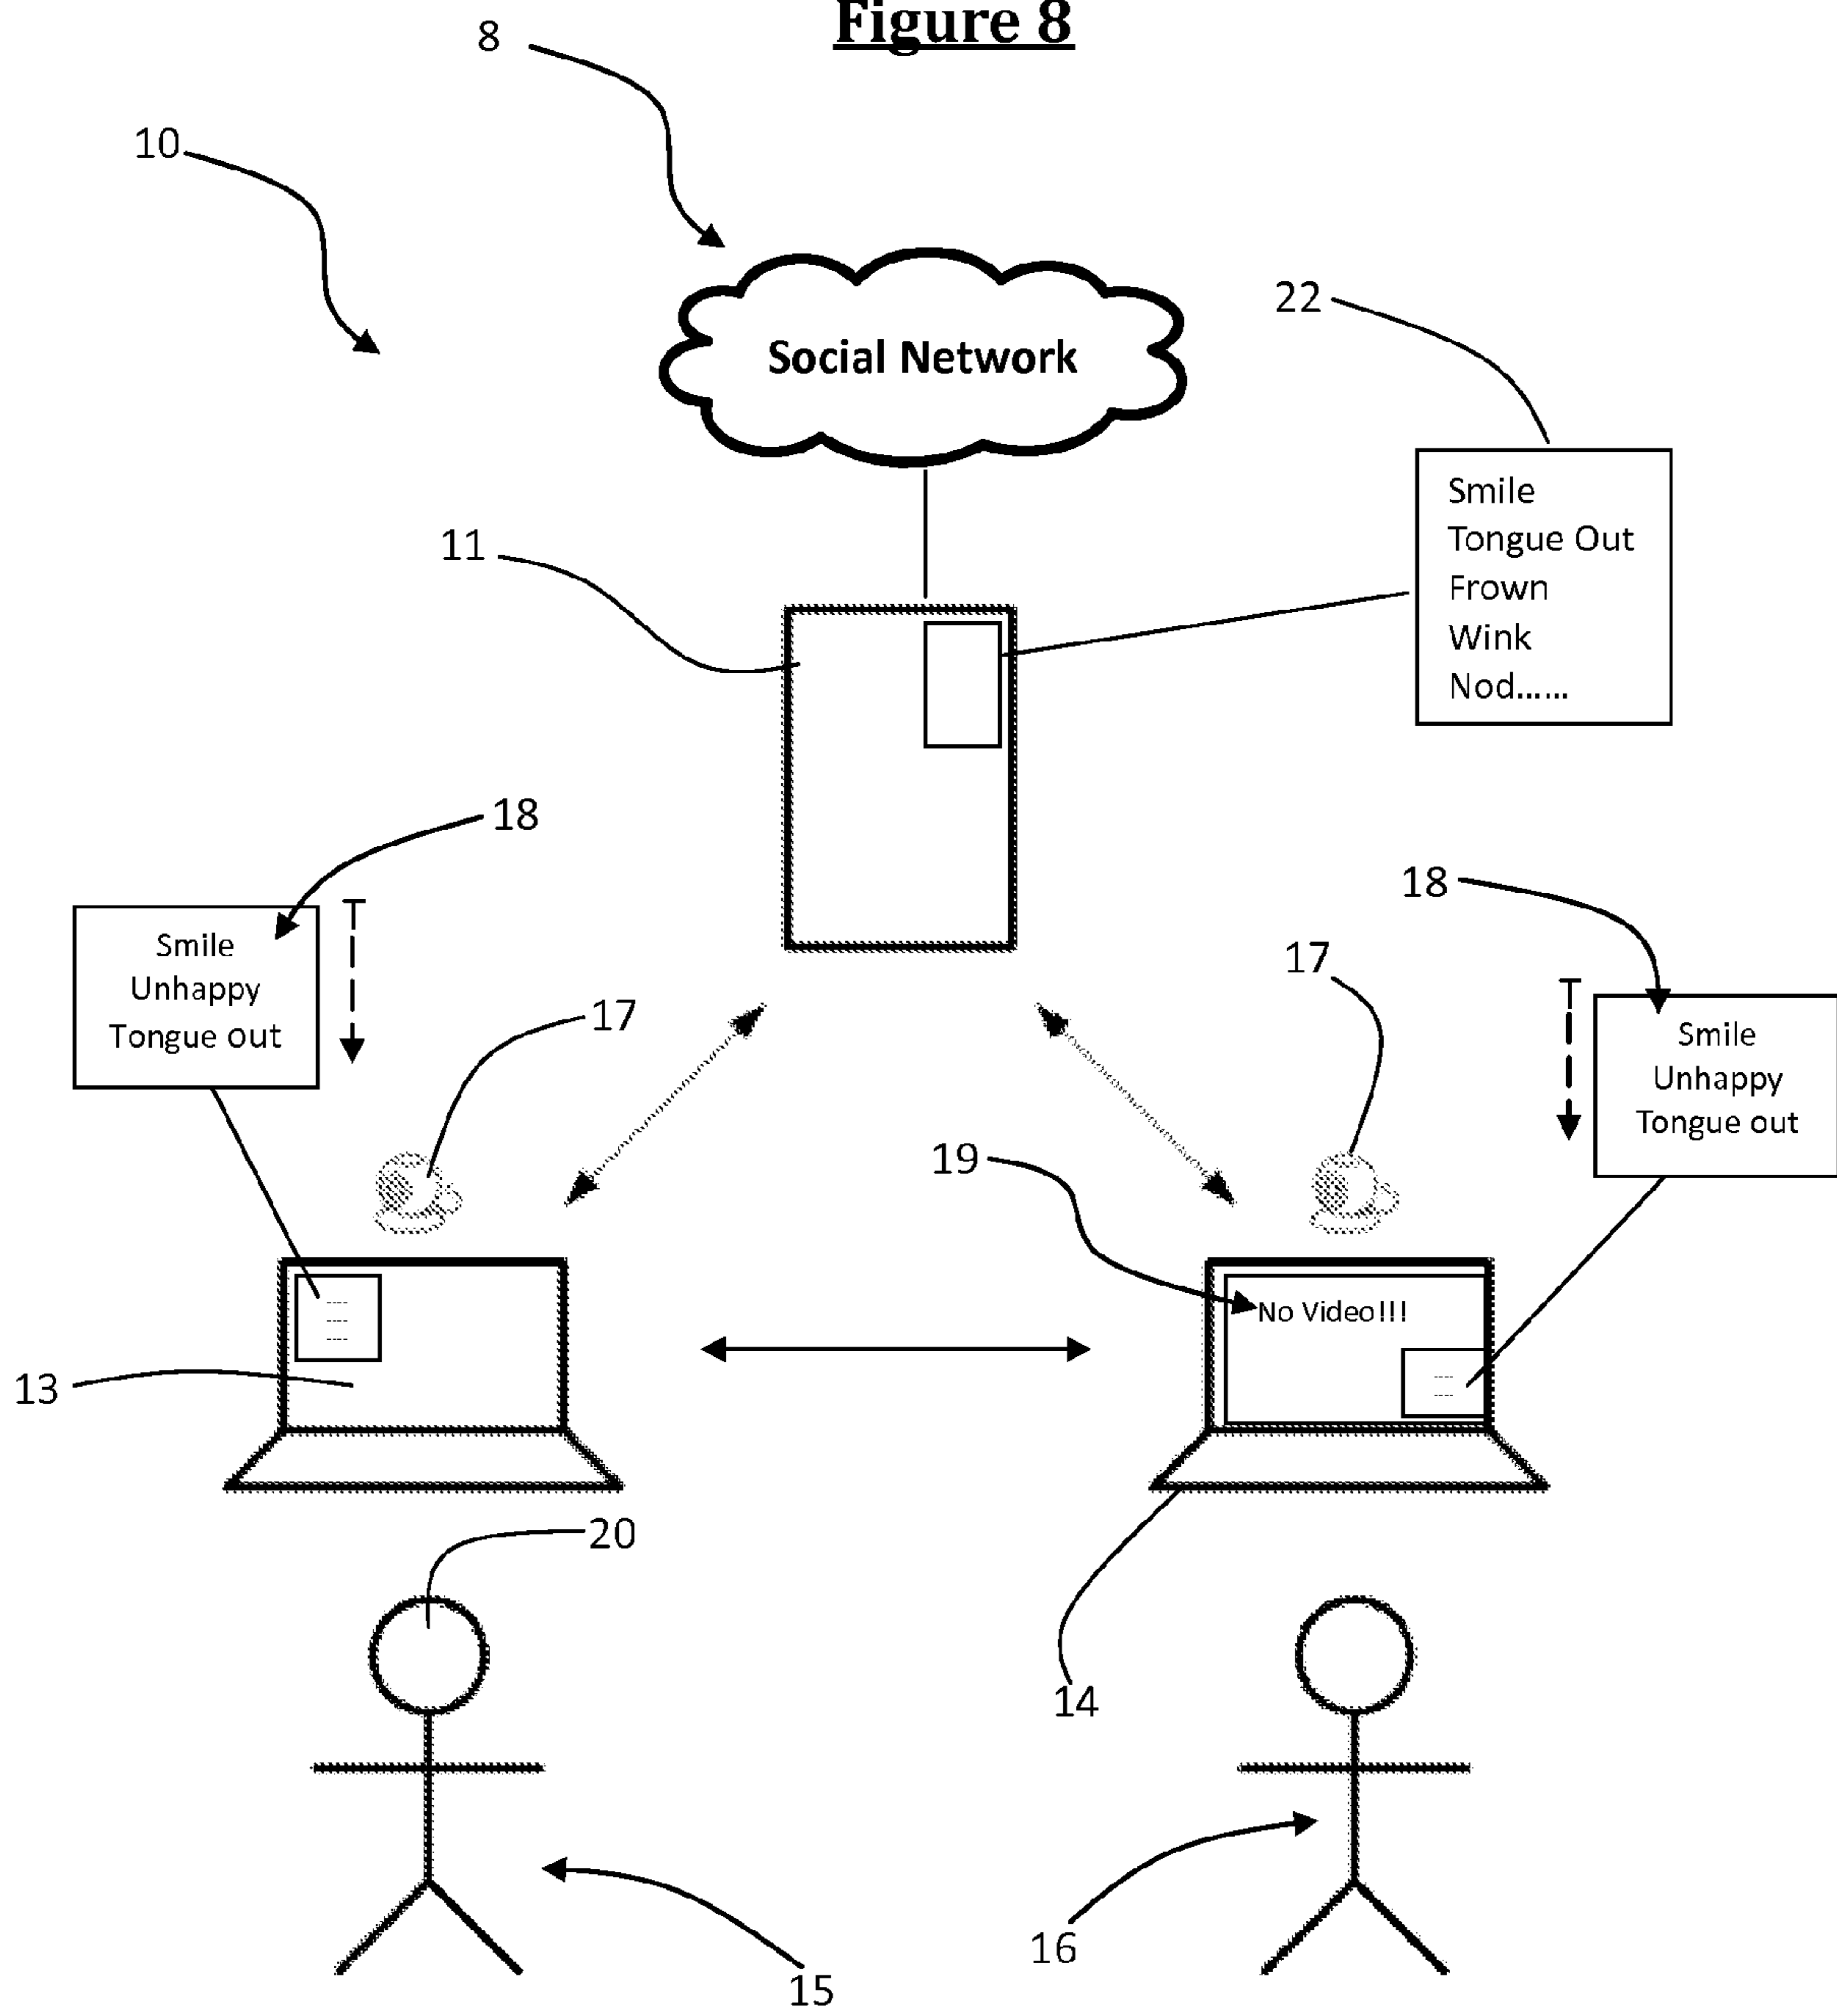 Figure 8
8
10
Social Network
22
Smile
Tongue Out
Frown
Wink
Nod......
11
18
Smile
Unhappy
Tongue out
T
17
18
17
T
Smile
Unhappy
Tongue out
19
No Video!!!
13
20
14
15
16